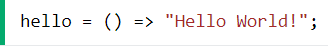 hello = () => "Hello World!";